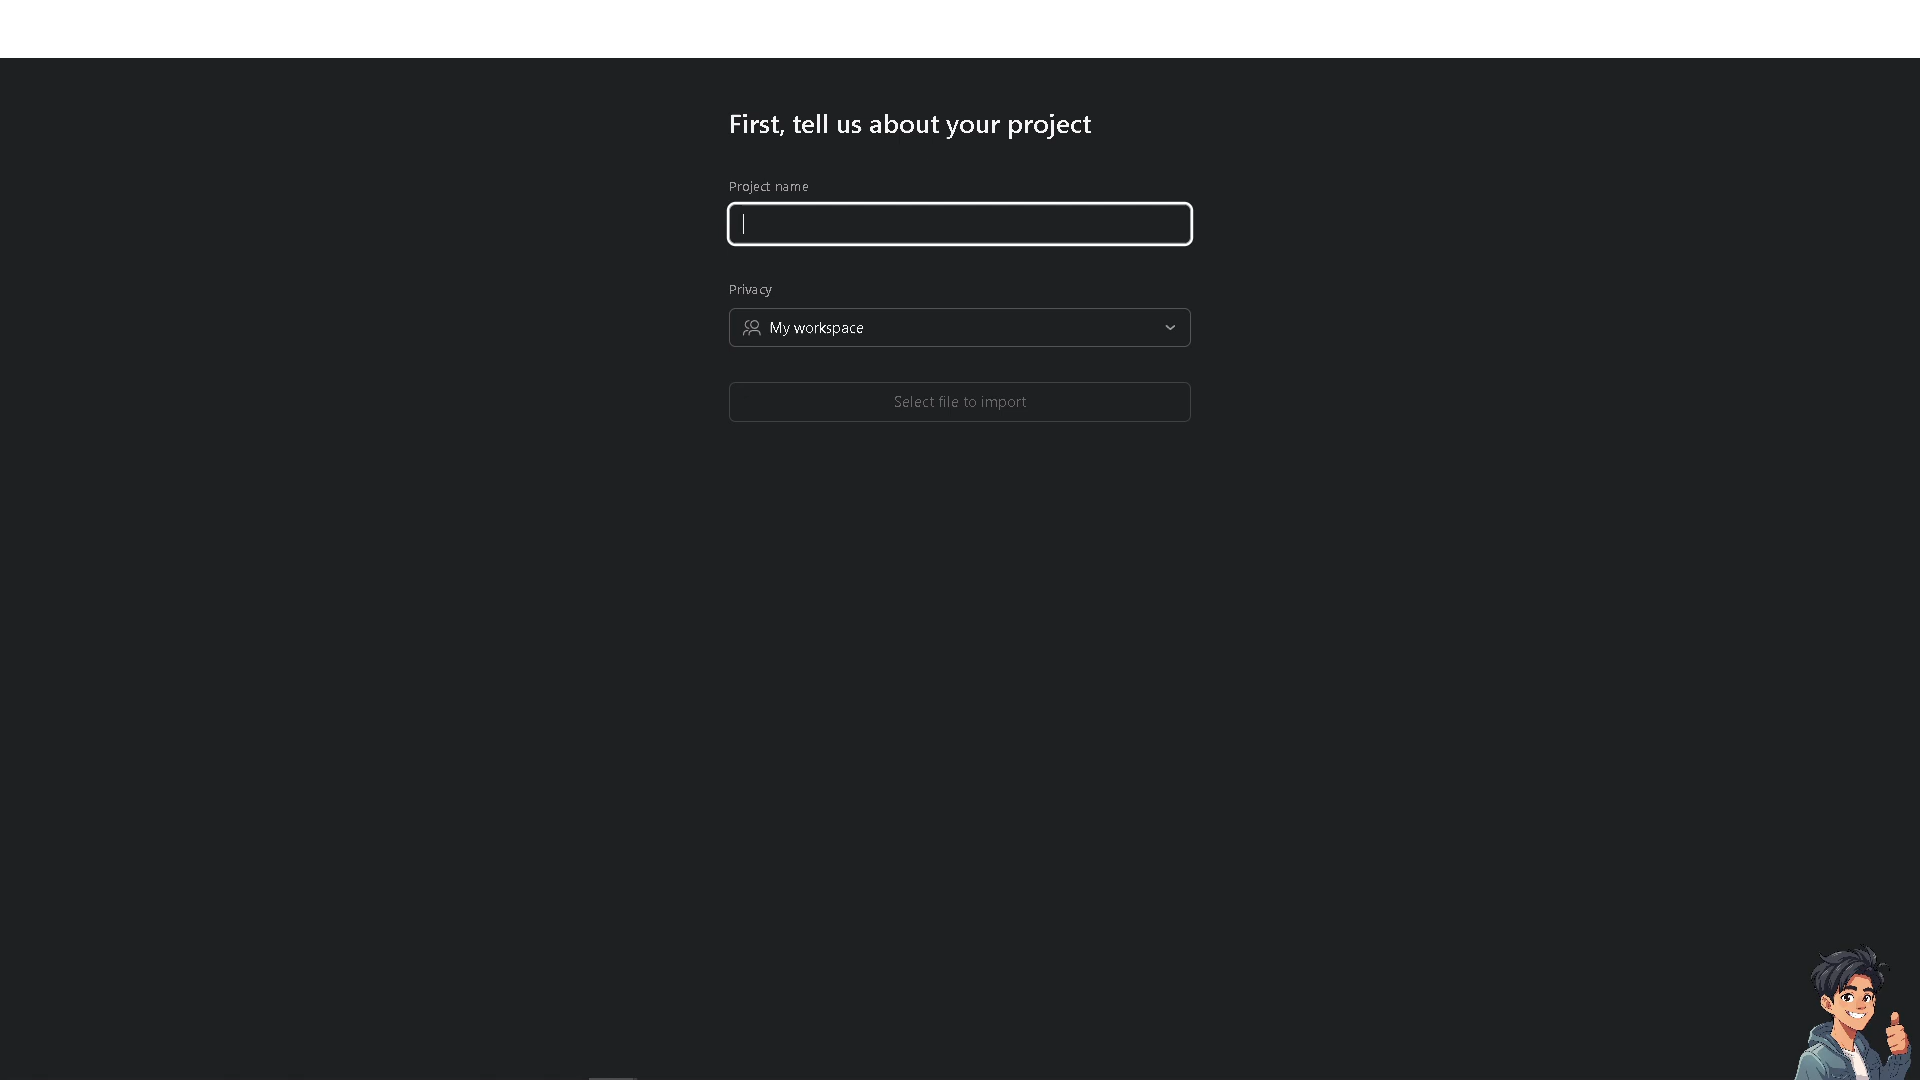 First, tell us about your project
Project name
Privacy
My workspace
Select file to import